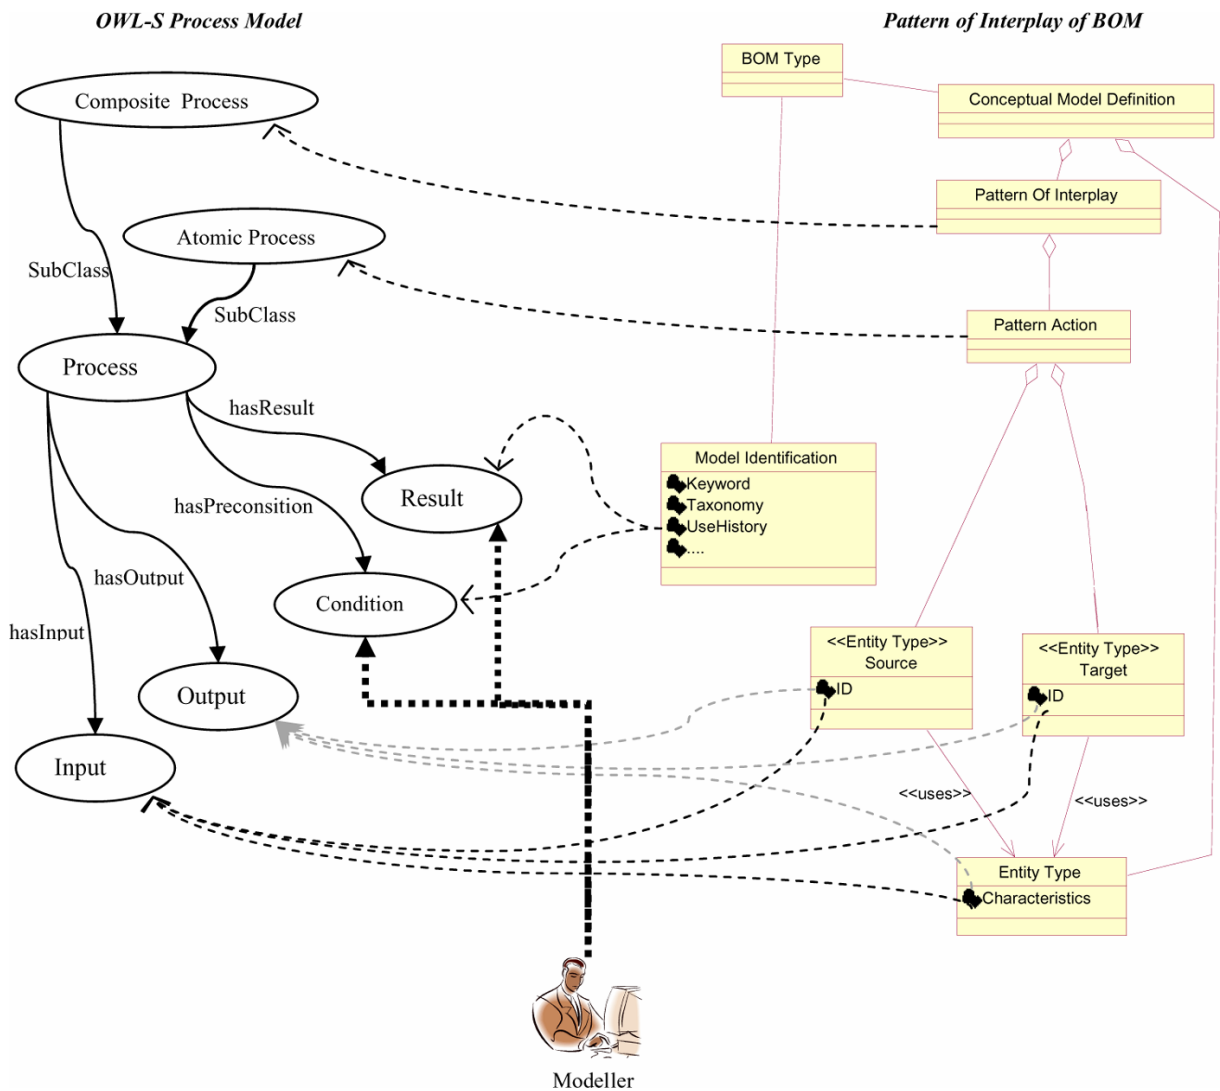 OWL-S Process Model
Pattern of Interplay of BOM
BOM Type
Composite Process
Conceptual Model Definition
Pattern Of Interplay
Atomic Process
SubClass
SubClass
Pattern Action
Process
hasResult
Model Identification
Keyword
Taxonomy
UseHistory
....
Result
hasPreconsition
hasOutput
Condition
hasInput
<<Entity Type>>
Source
ID
<<Entity Type>>
Target
ID
Output
Input
<<uses>>
<<uses>>
Entity Type
Characteristics
Modeller